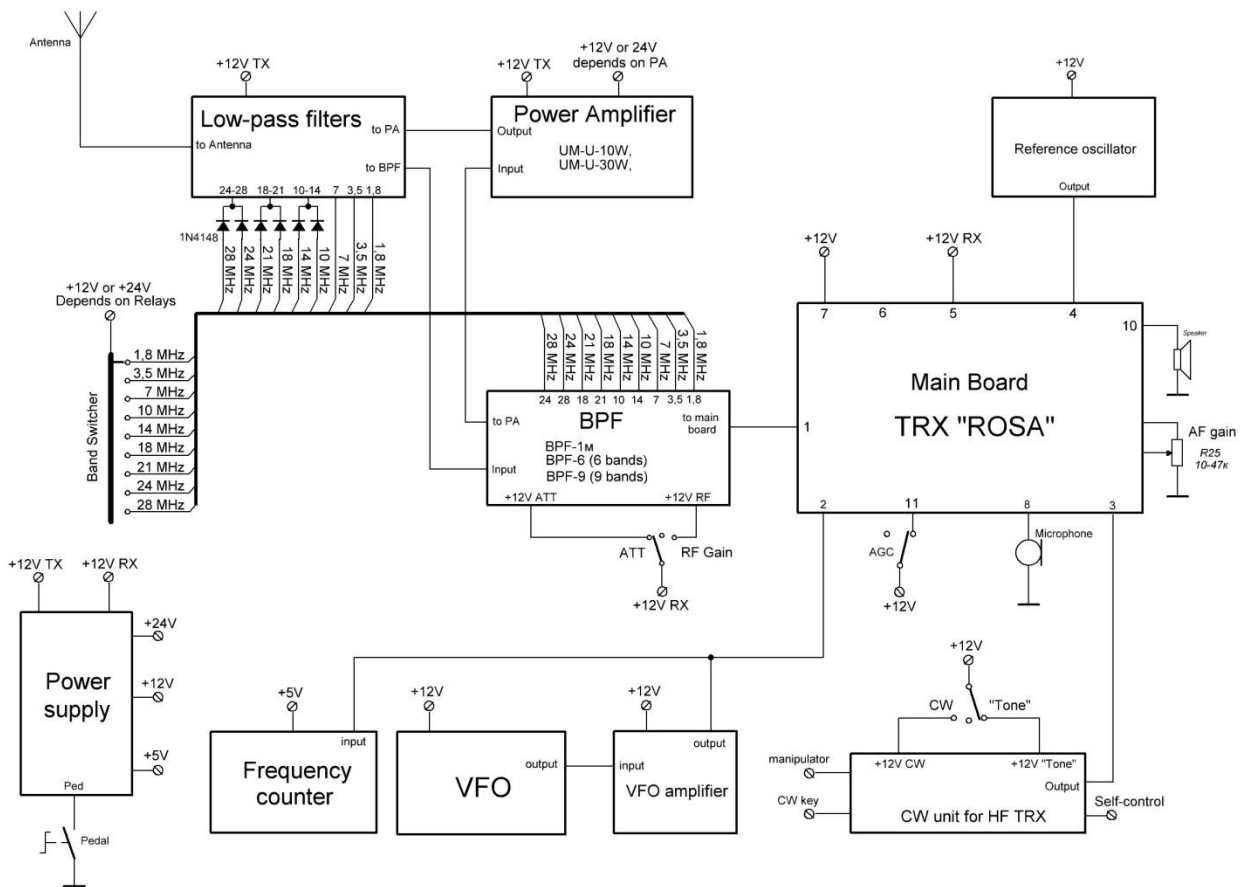 Antenna
+12V TX
Low-pass filters
to Antenna
to PA
to BPF
24-28
18-21
10-14
7
3,5
1,8
1N4148
28 MHz
24 MHz
21 MHz
18 MHz
14 MHz
10 MHz
7 MHz
3,5 MHz
1,8 MHz
+12V TX
+12V or 24V
depends on PA
Power Amplifier
Output
UM-U-10W,
UM-U-30W,
Input
+12V
Reference oscillator
Output
+12V or +24V
Depends on Relays
Band Switcher
1,8 MHz
3,5 MHz
7 MHz
10 MHz
14 MHz
18 MHz
21 MHz
24 MHz
28 MHz
28 MHz
24 MHz
21 MHz
18 MHz
14 MHz
10 MHz
7 MHz
3,5 MHz
1,8 MHz
24
28
18
21
10
14
7
3,5
1,8
to PA
BPF
to main
board
BPF-1м
BPF-6 (6 bands)
BPF-9 (9 bands)
Input
+12V ATT
+12V RF
ATT
RF Gain
+12V RX
+12V
+12V RX
7
6
5
4
10
Speaker
Main Board
TRX "ROSA"
1
AF gain
R25
10-47к
2
11
8
3
AGC
+12V
Microphone
+12V TX
+12V RX
+24V
+12V
+5V
Power
supply
Ped
Pedal
+5V
input
Frequency
counter
+12V
output
VFO
+12V
output
input
VFO amplifier
+12V
CW
"Tone"
manipulator
CW key
+12V CW
+12V "Tone"
Output
CW unit for HF TRX
Self-control